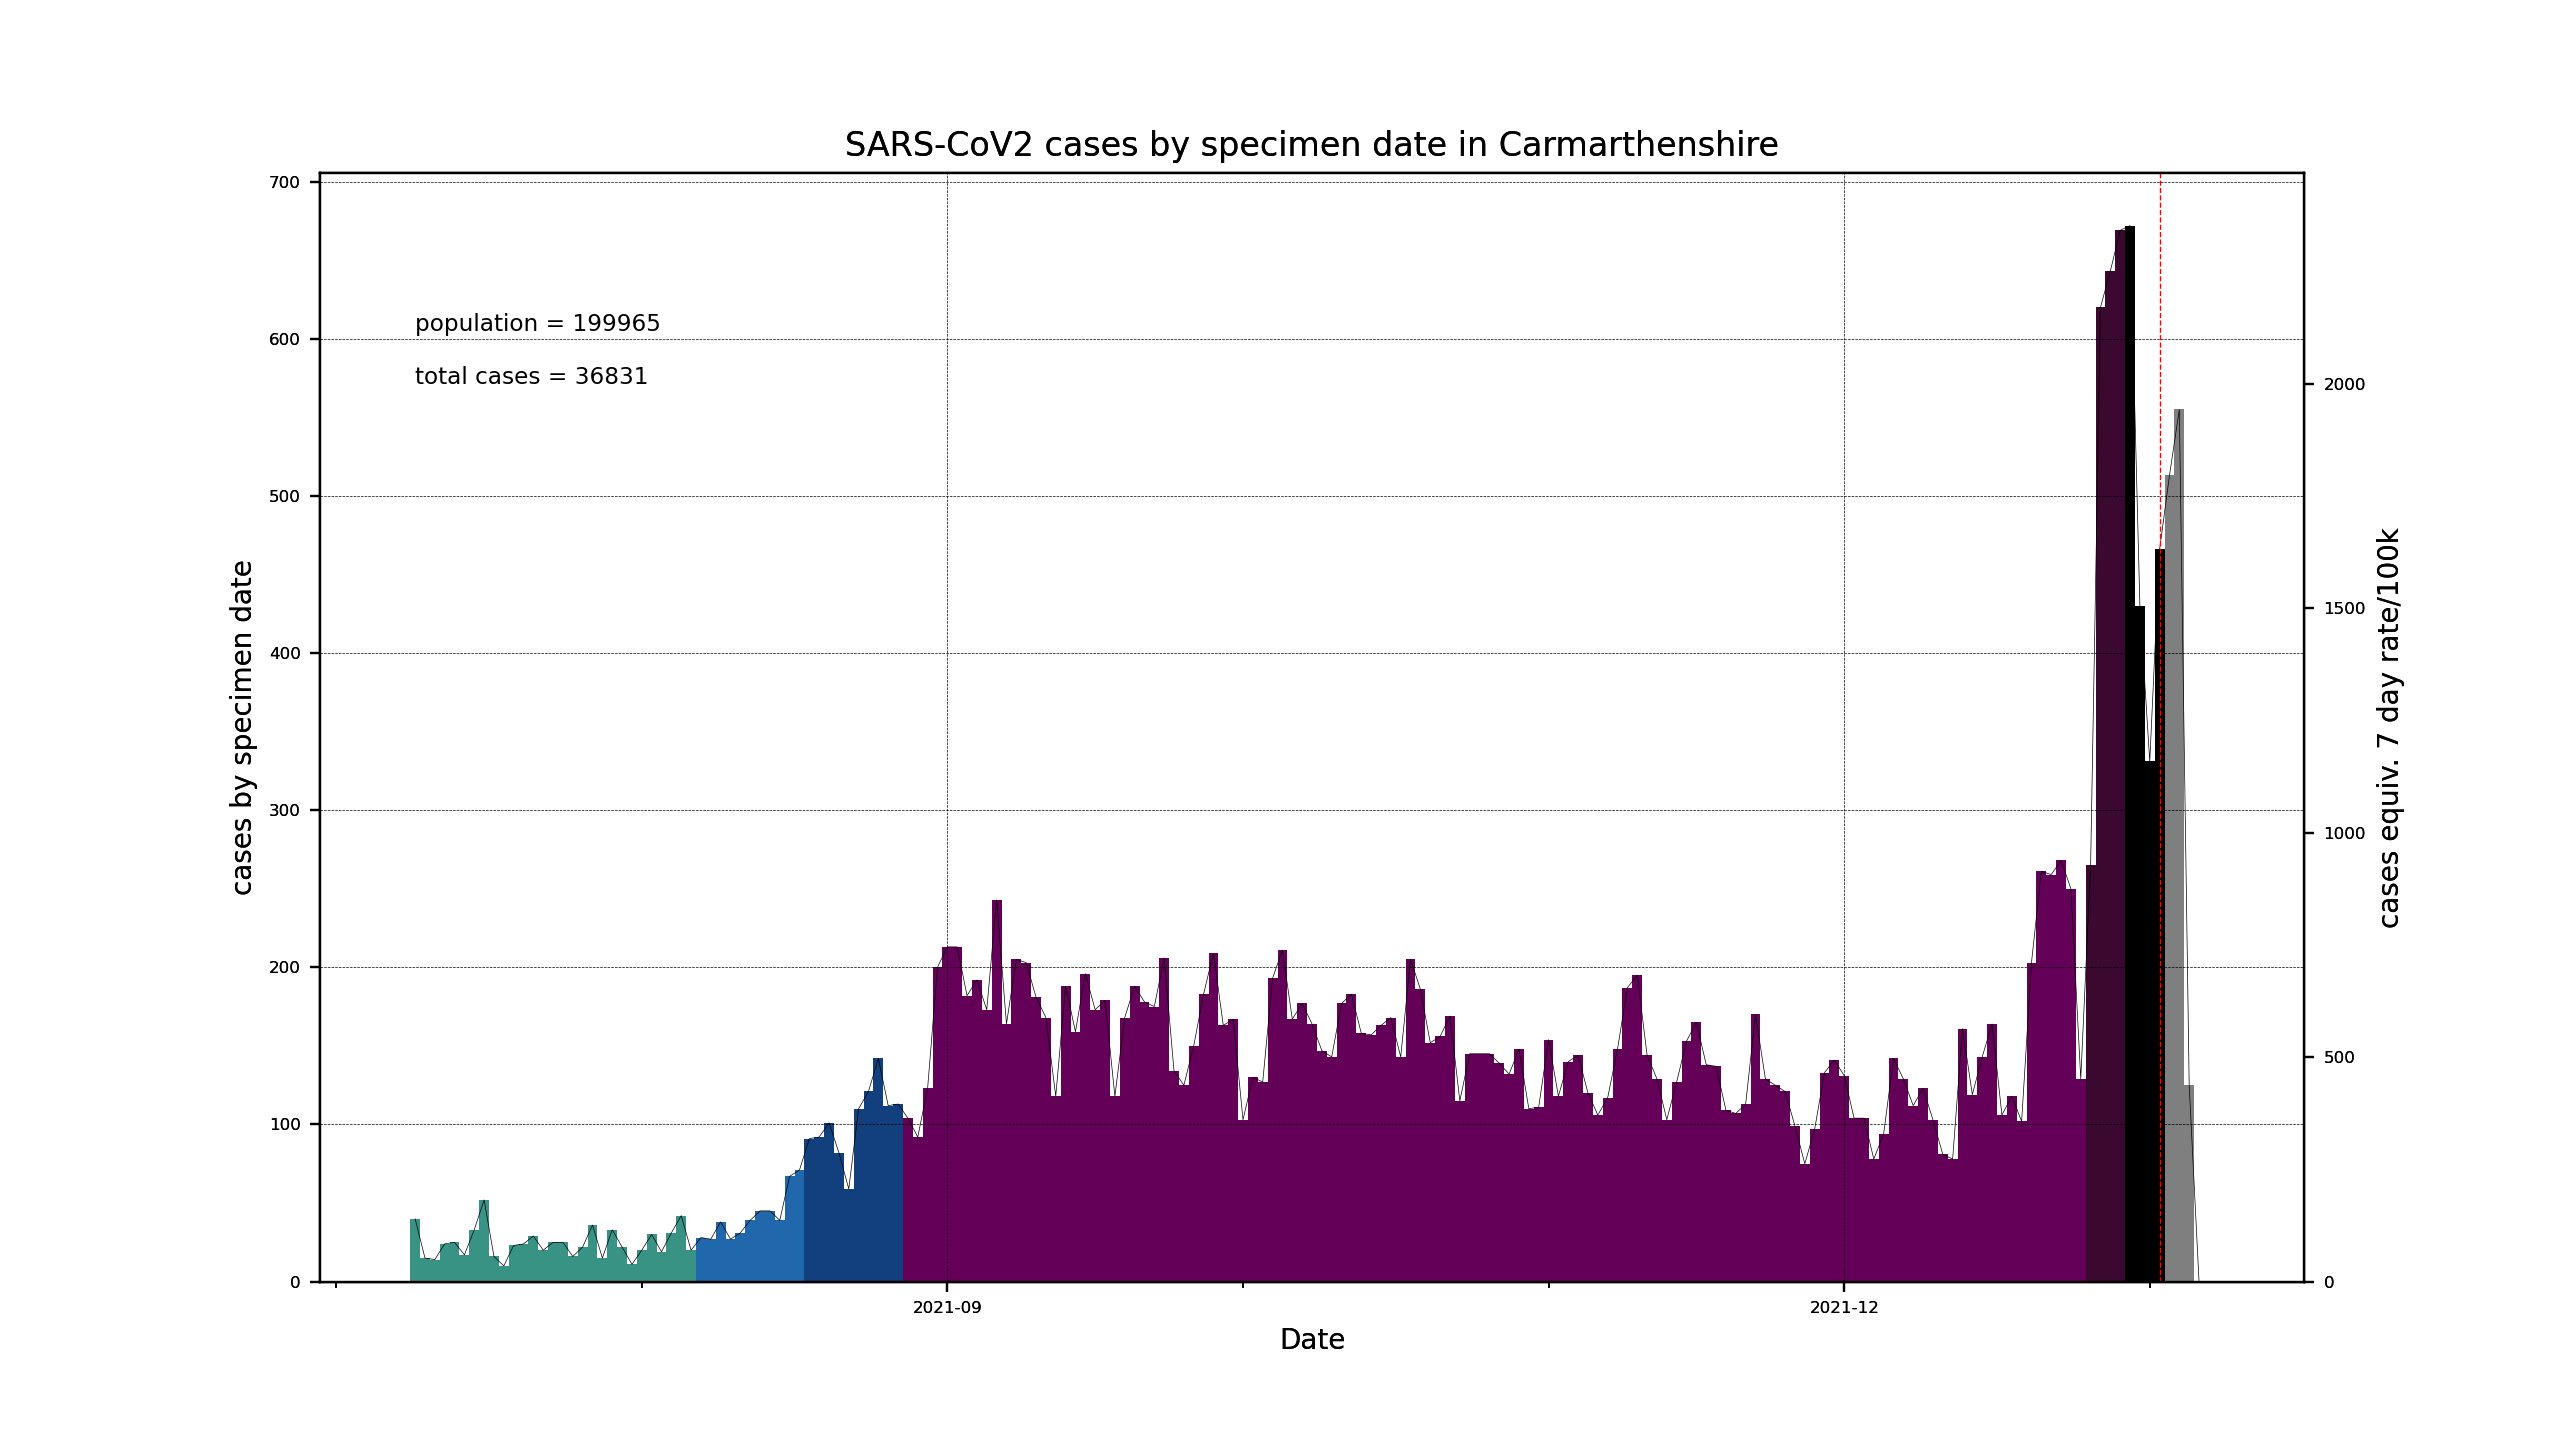 SARS-CoV2 cases by specimen date in Carmarthenshire
700
600
500
400
300
200
100
0
cases by specimen date
population = 199965
total cases = 36831
2000
1500
1000
500
0
cases equiv. 7 day rate/100k
2021-09
2021-12
Date